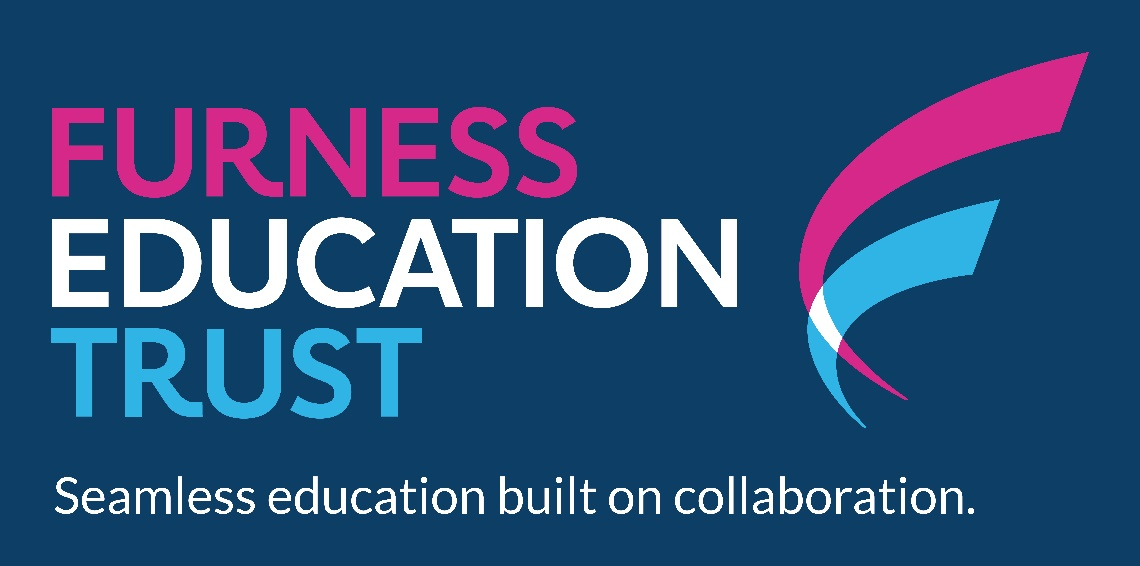 FURNESS
EDUCATION
TRUST
Seamless education built on collaboration.